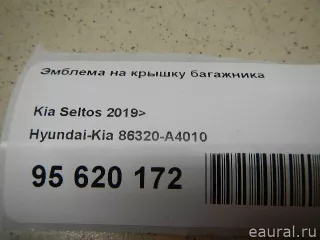 Эмблема на крышку багажника
Kia Seltos 2019>
Hyundai-Kia 86320-A4010
95 620 172
eaural.ru